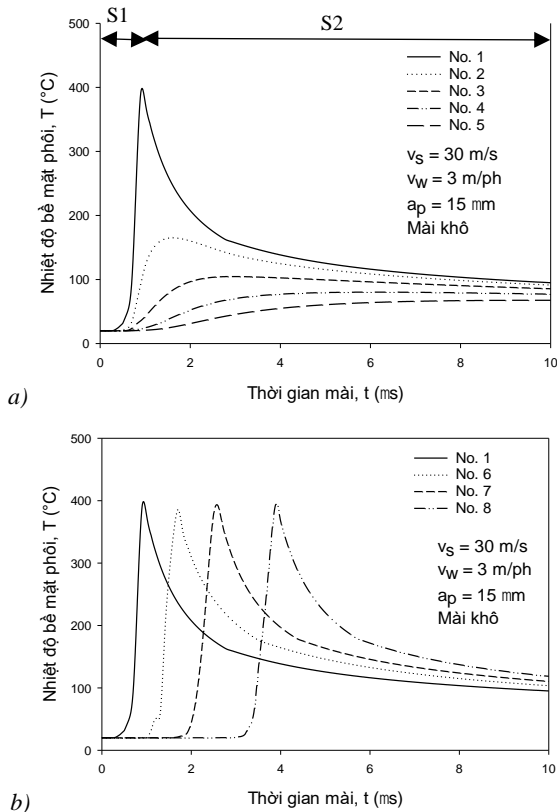 S1 S2
500
400
300
200
100
0
Nhiệt độ bề mặt phôi, T (°C)
No. 1
No. 2
No. 3
No. 4
No. 5
vS = 30 m/s
vW = 3 m/ph
ap = 15 mm
Mài khô
0 2 4 6 8 10
Thời gian mài, t (ms)
a)
500
400
300
200
100
0
Nhiệt độ bề mặt phôi, T (°C)
No. 1
No. 6
No. 7
No. 8
vS = 30 m/s
vW = 3 m/ph
ap = 15 mm
Mài khô
0 2 4 6 8 10
Thời gian mài, t (ms)
b)